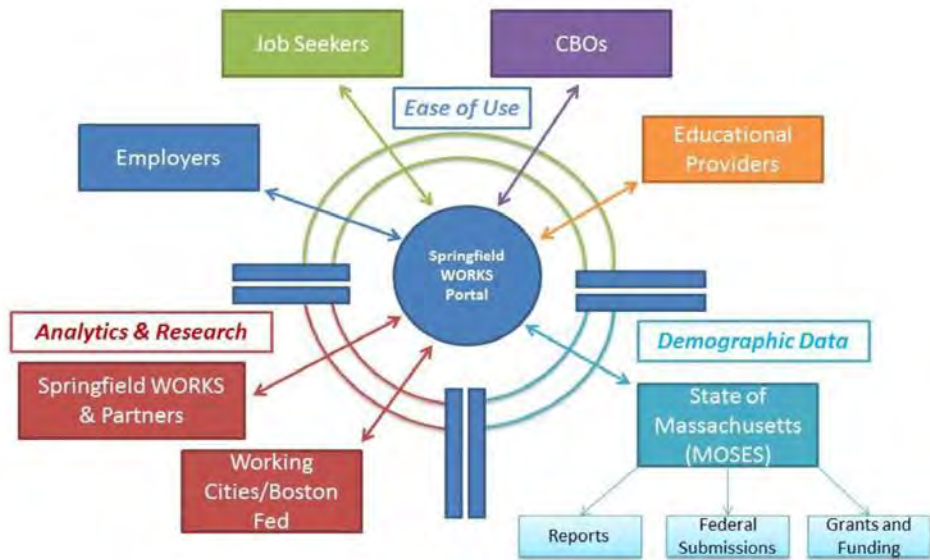 Job Seekers
CBOs
Ease of Use
Employers
Educational
Providers
Springfield
WORKS
Portal
Analytics & Research
Demographic Data
Springfield WORKS
& Partners
State of
Massachusetts
(MOSES)
Working
Cities/Boston
Fed
Reports
Federal
Submissions
Grants and
Funding